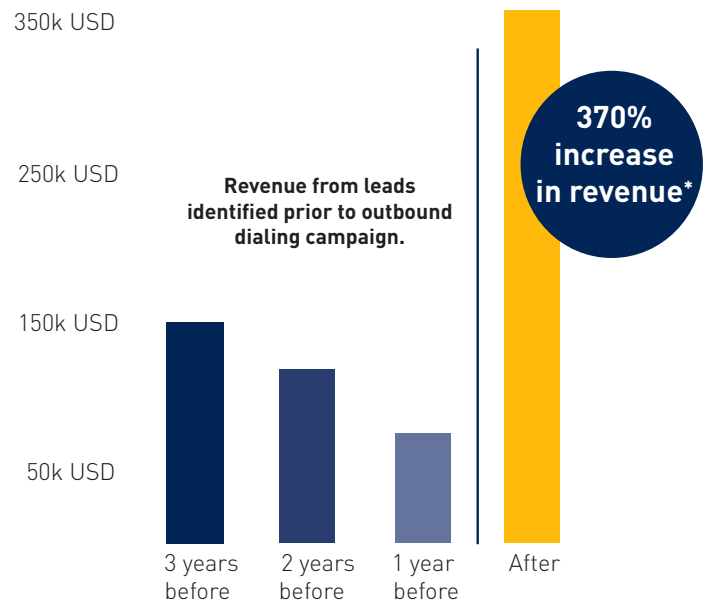 350k USD
250k USD
150k USD
50k USD
Revenue from leads
identified prior to outbound
dialing campaign.
370%
increase
in revenue*
3 years
before
2 years
before
1 year
before
After